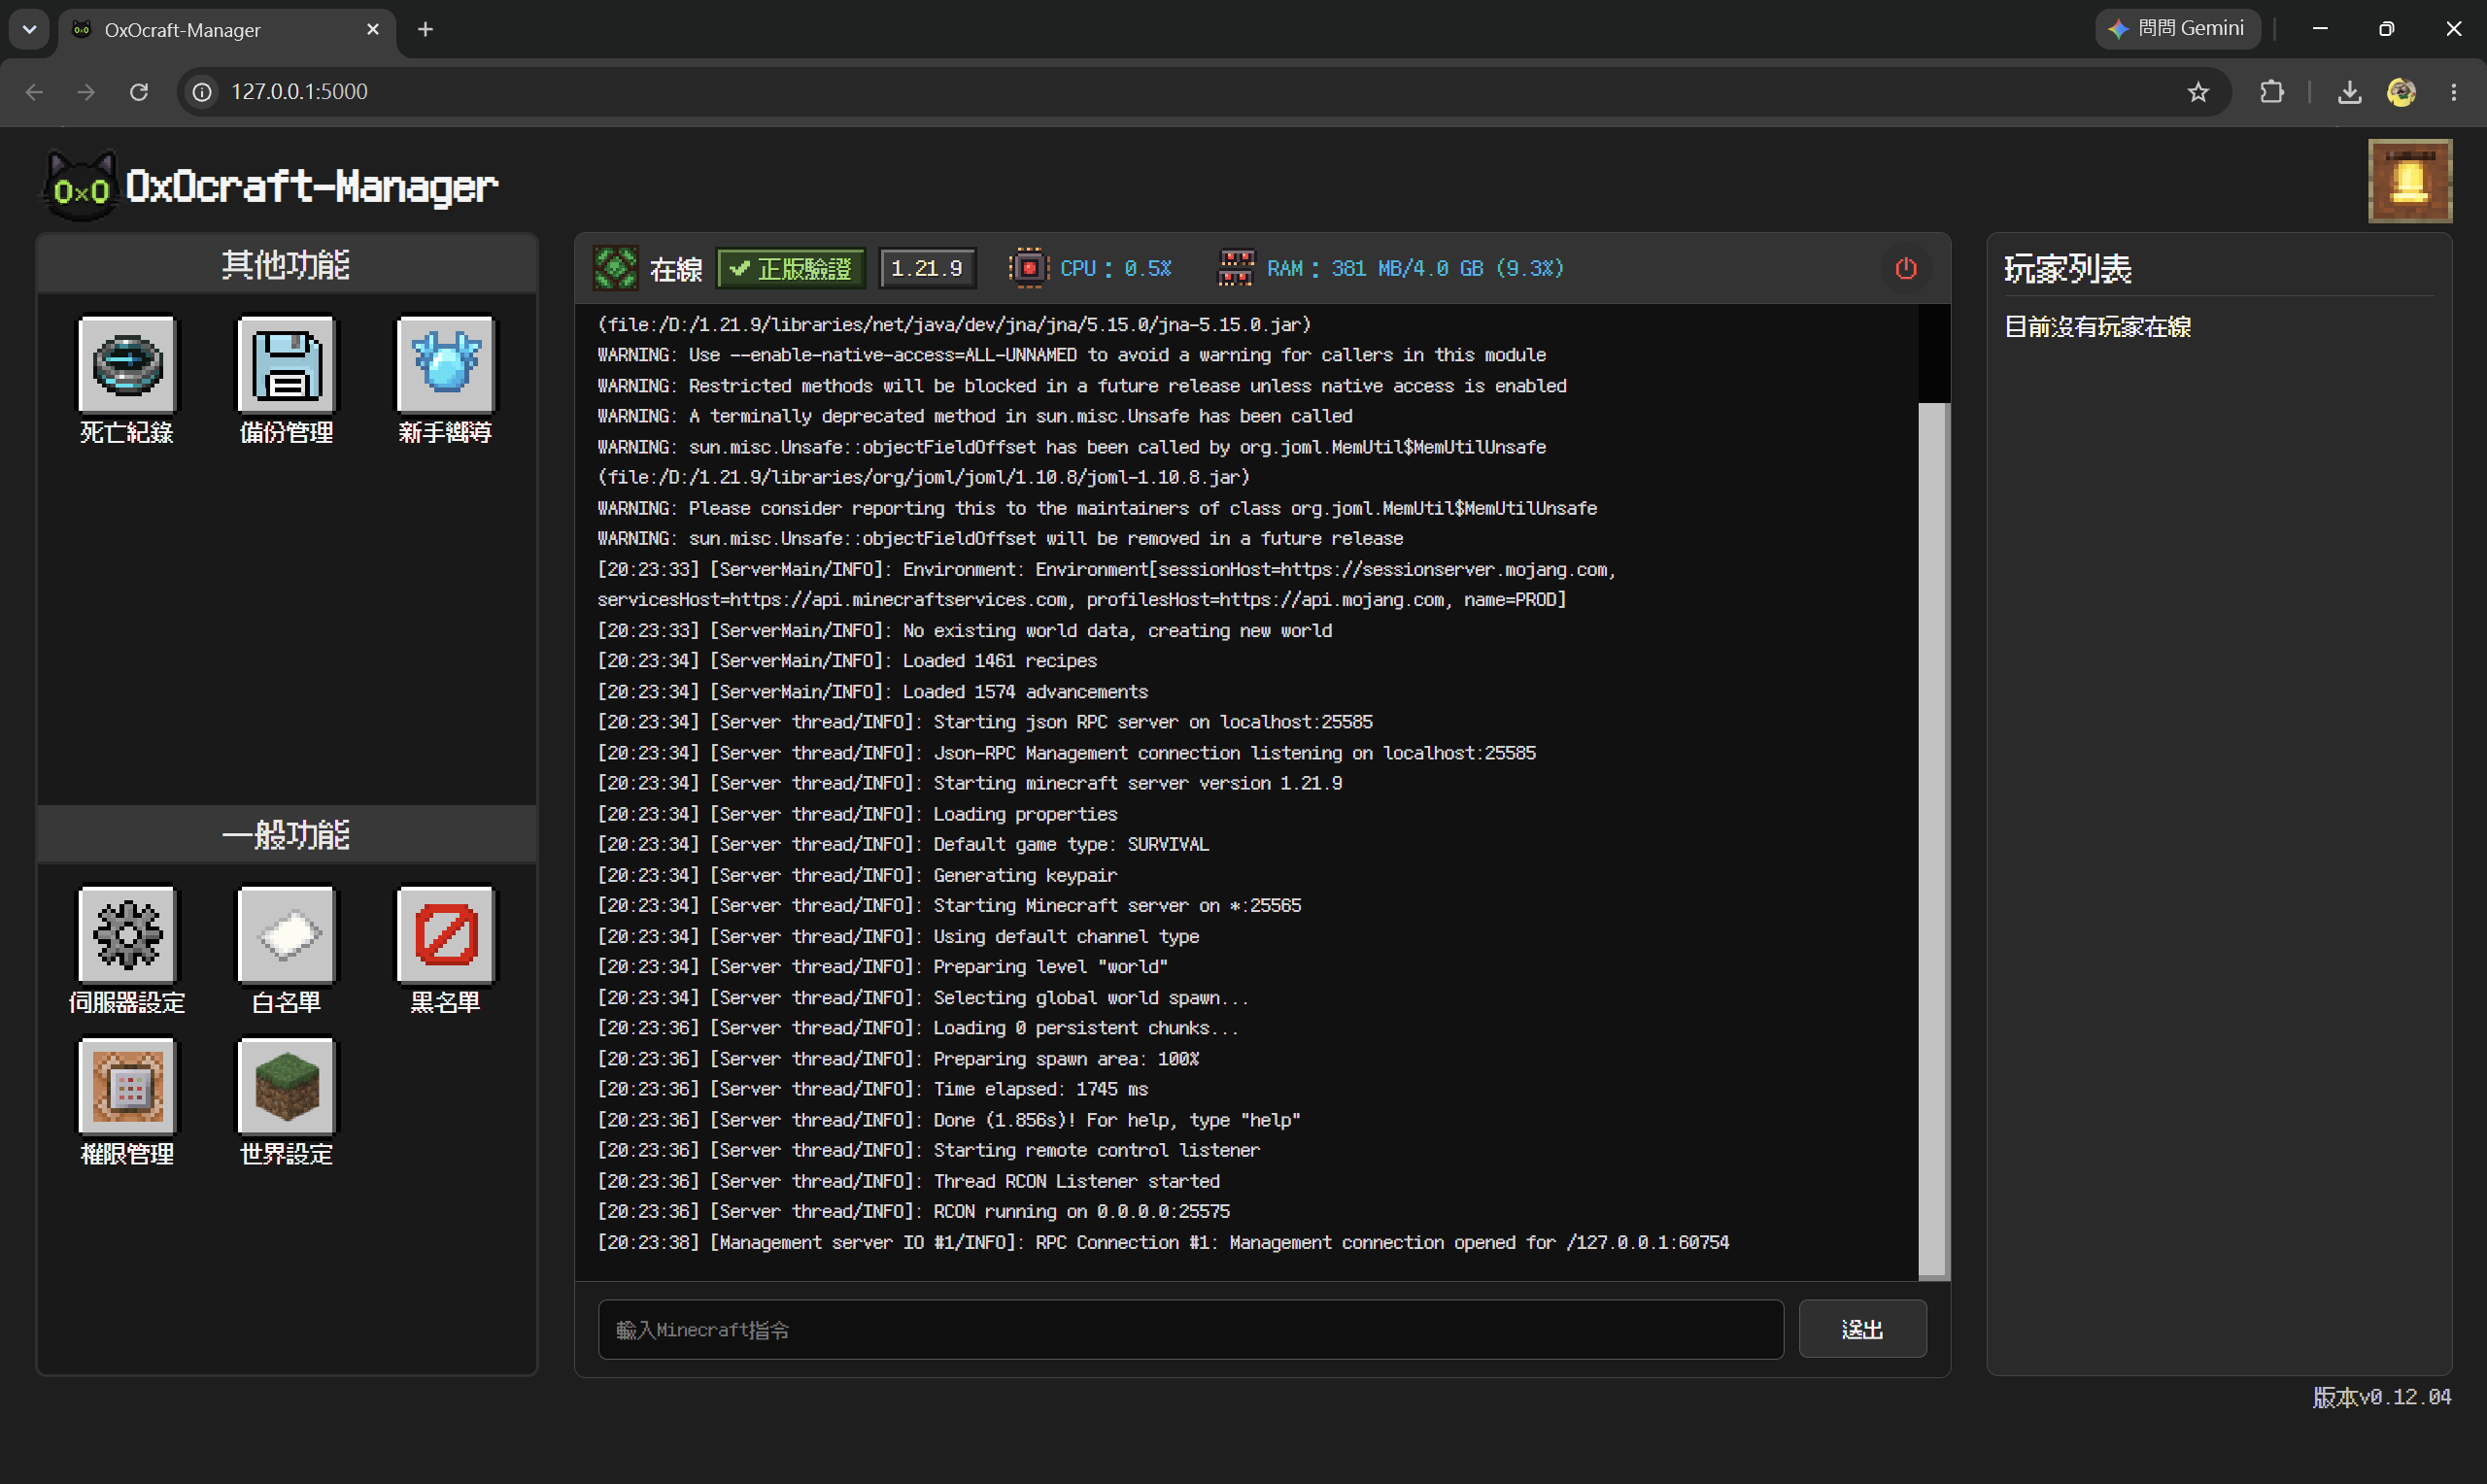 OxOcraft-Manager
問問 Gemini
127.0.0.1:5000
OxO
OxOcraft-Manager
其他功能
死亡紀錄
備份管理
新手嚮導
一般功能
伺服器設定
白名單
黑名單
權限管理
世界設定
在線
正版驗證
1.21.9
CPU：0.5%
RAM：381 MB/4.0 GB (9.3%)
(file:/D:/1.21.9/libraries/net/java/dev/jna/jna/5.15.0/jna-5.15.0.jar)
WARNING: Use --enable-native-access=ALL-UNNAMED to avoid a warning for callers in this module
WARNING: Restricted methods will be blocked in a future release unless native access is enabled
WARNING: A terminally deprecated method in sun.misc.Unsafe has been called
WARNING: sun.misc.Unsafe::objectFieldOffset has been called by org.joml.MemUtil$MemUtilUnsafe
(file:/D:/1.21.9/libraries/org/joml/joml/1.10.8/joml-1.10.8.jar)
WARNING: Please consider reporting this to the maintainers of class org.joml.MemUtil$MemUtilUnsafe
WARNING: sun.misc.Unsafe::objectFieldOffset will be removed in a future release
[20:23:33] [ServerMain/INFO]: Environment: Environment[sessionHost=https://sessionserver.mojang.com,
servicesHost=https://api.minecraftservices.com, profilesHost=https://api.mojang.com, name=PROD]
[20:23:33] [ServerMain/INFO]: No existing world data, creating new world
[20:23:34] [ServerMain/INFO]: Loaded 1461 recipes
[20:23:34] [ServerMain/INFO]: Loaded 1574 advancements
[20:23:34] [Server thread/INFO]: Starting json RPC server on localhost:25585
[20:23:34] [Server thread/INFO]: Json-RPC Management connection listening on localhost:25585
[20:23:34] [Server thread/INFO]: Starting minecraft server version 1.21.9
[20:23:34] [Server thread/INFO]: Loading properties
[20:23:34] [Server thread/INFO]: Default game type: SURVIVAL
[20:23:34] [Server thread/INFO]: Generating keypair
[20:23:34] [Server thread/INFO]: Starting Minecraft server on *:25565
[20:23:34] [Server thread/INFO]: Using default channel type
[20:23:34] [Server thread/INFO]: Preparing level "world"
[20:23:34] [Server thread/INFO]: Selecting global world spawn...
[20:23:36] [Server thread/INFO]: Loading 0 persistent chunks...
[20:23:36] [Server thread/INFO]: Preparing spawn area: 100%
[20:23:36] [Server thread/INFO]: Time elapsed: 1745 ms
[20:23:36] [Server thread/INFO]: Done (1.856s)! For help, type "help"
[20:23:36] [Server thread/INFO]: Starting remote control listener
[20:23:36] [Server thread/INFO]: Thread RCON Listener started
[20:23:36] [Server thread/INFO]: RCON running on 0.0.0.0:25575
[20:23:38] [Management server IO #1/INFO]: RPC Connection #1: Management connection opened for /127.0.0.1:60754
輸入Minecraft指令
送出
玩家列表
目前沒有玩家在線
版本v0.12.04